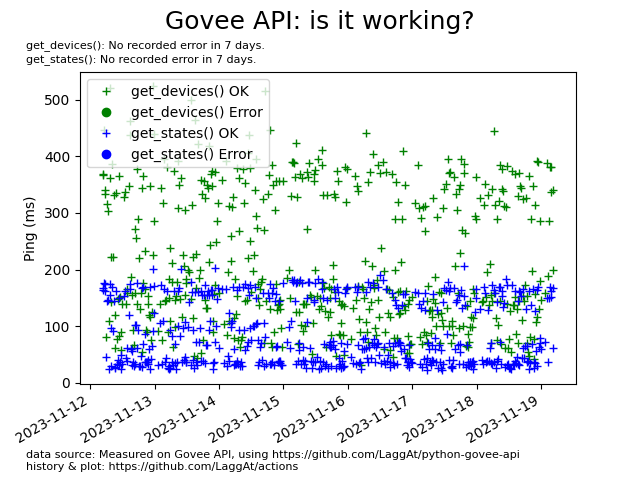 Govee API: is it working?
get_devices(): No recorded error in 7 days.
get_states(): No recorded error in 7 days.
get_devices() OK
get_devices() Error
get_states() OK
get_states() Error
Ping (ms)
500
400
300
200
100
0
2023-11-12
2023-11-13
2023-11-14
2023-11-15
2023-11-16
2023-11-17
2023-11-18
2023-11-19
data source: Measured on Govee API, using https://github.com/LaggAt/python-govee-api
history & plot: https://github.com/LaggAt/actions